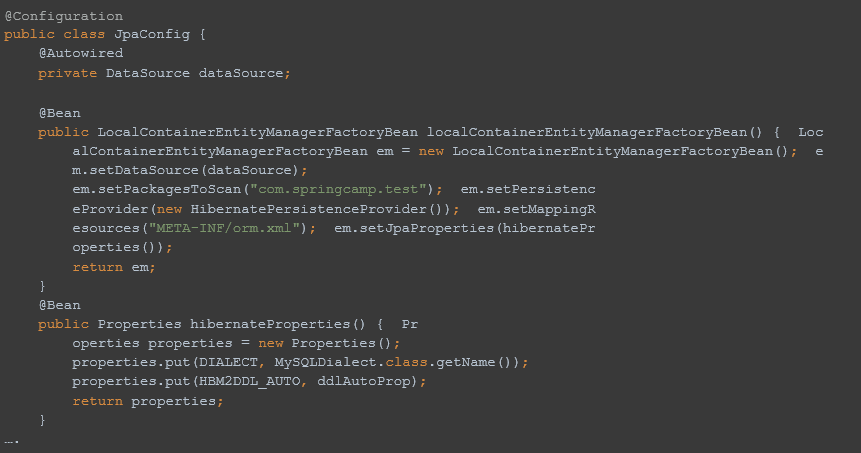 @Configuration
public class JpaConfig {
@Autowired
private DataSource dataSource;
@Bean
public LocalContainerEntityManagerFactoryBean localContainerEntityManagerFactoryBean() {  Loc
alContainerEntityManagerFactoryBean em = new LocalContainerEntityManagerFactoryBean();  e
m.setDataSource(dataSource);
em.setPackagesToScan("com.springcamp.test");  em.setPersistenc
eProvider(new HibernatePersistenceProvider());  em.setMappingR
esources("META-INF/orm.xml");  em.setJpaProperties(hibernatePr
operties());
return em;
}
@Bean
public Properties hibernateProperties() {  Pr
operties properties = new Properties();
properties.put(DIALECT, MySQLDialect.class.getName());
properties.put(HBM2DDL_AUTO, ddlAutoProp);
return properties;
}
….